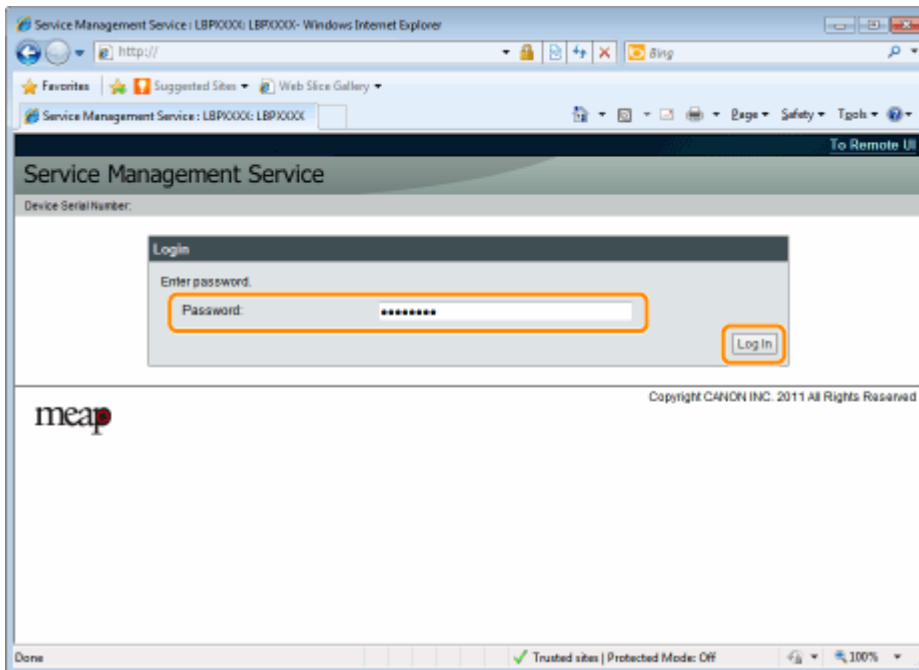 Service Management Service : LBPXXXX: LBPXXXX- Windows Internet Explorer
http://
Bing
Favorites Suggested Sites Web Slice Gallery
Service Management Service : LBPXXXX: LBPXXXX
Page Safety Tools
To Remote UI
Service Management Service
Device Serial Number:
Login
Enter password.
Password: ••••••••
Log In
Copyright CANON INC. 2011 All Rights Reserved
meap
Done Trusted sites | Protected Mode: Off 100%